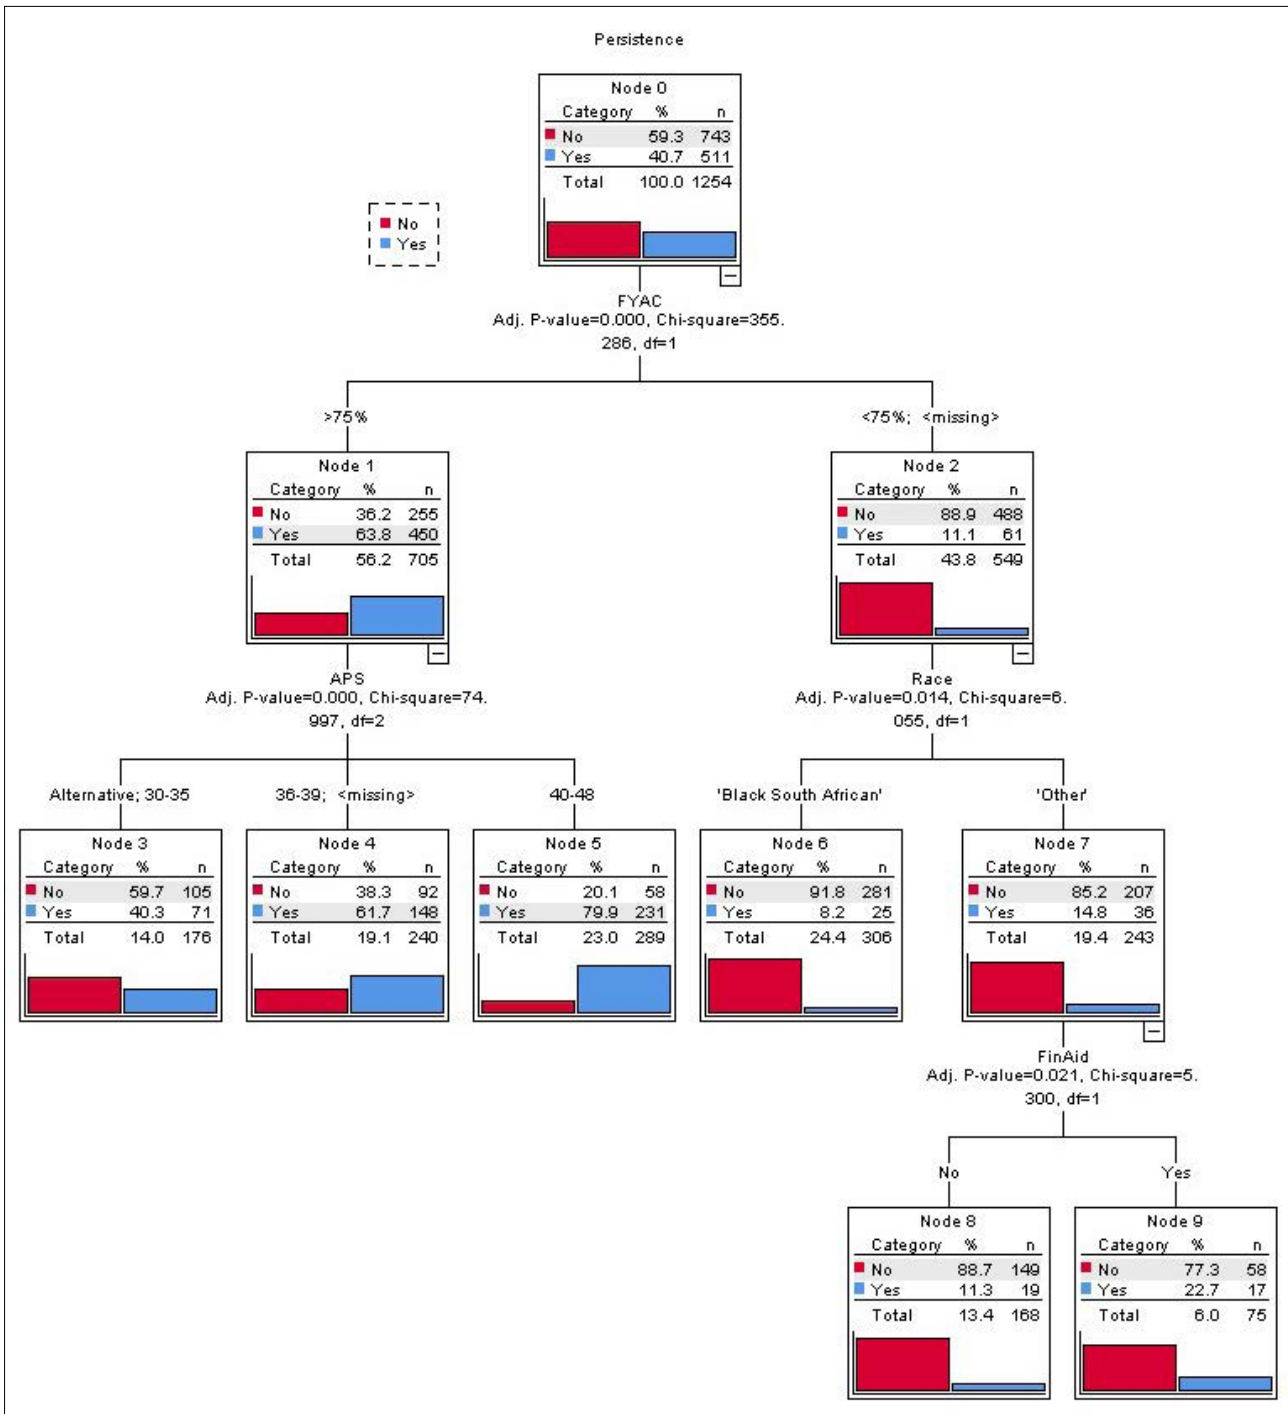 Persistence
Node 0
Category % n
No 59.3 743
Yes 40.7 511
Total 100.0 1254
No
Yes
FYAC
Adj. P-value=0.000, Chi-square=355.
286, df=1
>75%
<75%; <missing>
Node 1
Category % n
No 36.2 255
Yes 63.8 450
Total 56.2 705
Node 2
Category % n
No 88.9 488
Yes 11.1 61
Total 43.8 549
APS
Adj. P-value=0.000, Chi-square=74.
997, df=2
Race
Adj. P-value=0.014, Chi-square=6.
055, df=1
Alternative; 30-35
36-39; <missing>
40-48
'Black South African'
'Other'
Node 3
Category % n
No 59.7 105
Yes 40.3 71
Total 14.0 176
Node 4
Category % n
No 38.3 92
Yes 61.7 148
Total 19.1 240
Node 5
Category % n
No 20.1 58
Yes 79.9 231
Total 23.0 289
Node 6
Category % n
No 91.8 281
Yes 8.2 25
Total 24.4 306
Node 7
Category % n
No 85.2 207
Yes 14.8 36
Total 19.4 243
FinAid
Adj. P-value=0.021, Chi-square=5.
300, df=1
No
Yes
Node 8
Category % n
No 88.7 149
Yes 11.3 19
Total 13.4 168
Node 9
Category % n
No 77.3 58
Yes 22.7 17
Total 6.0 75